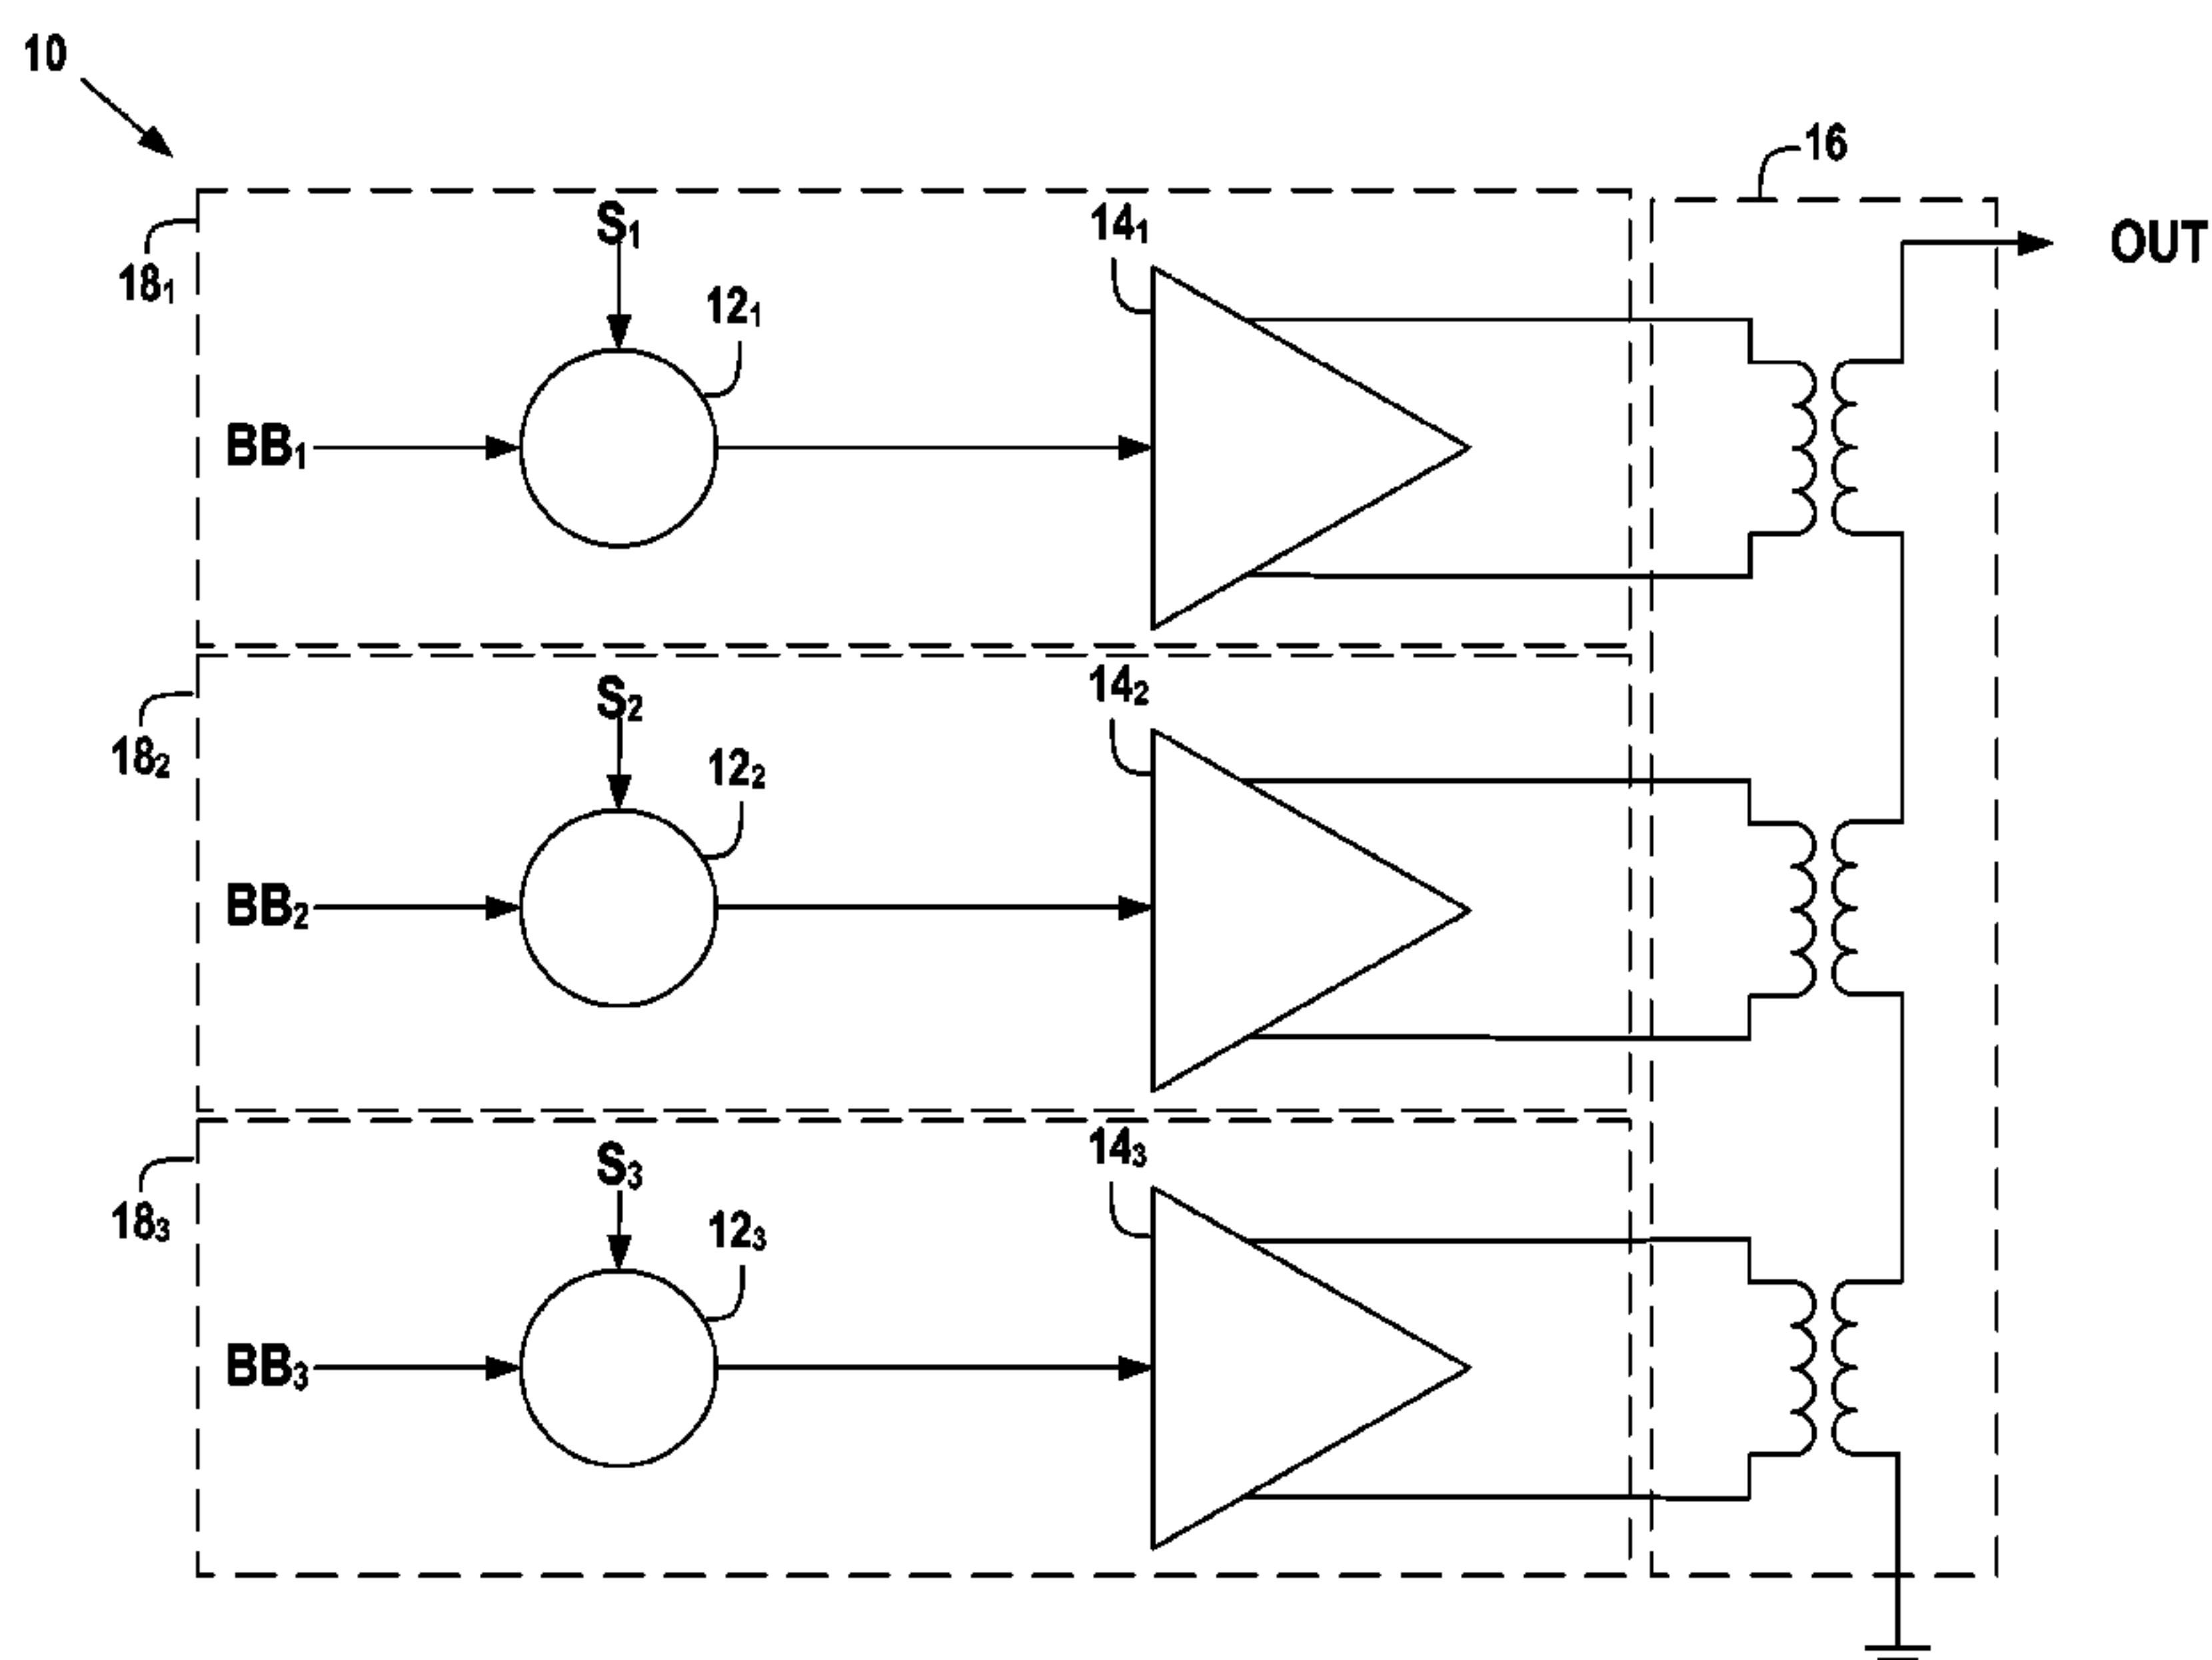 10
16
OUT
S₁
14₁
18₁
12₁
BB₁
S₂
14₂
18₂
12₂
BB₂
S₃
14₃
18₃
12₃
BB₃